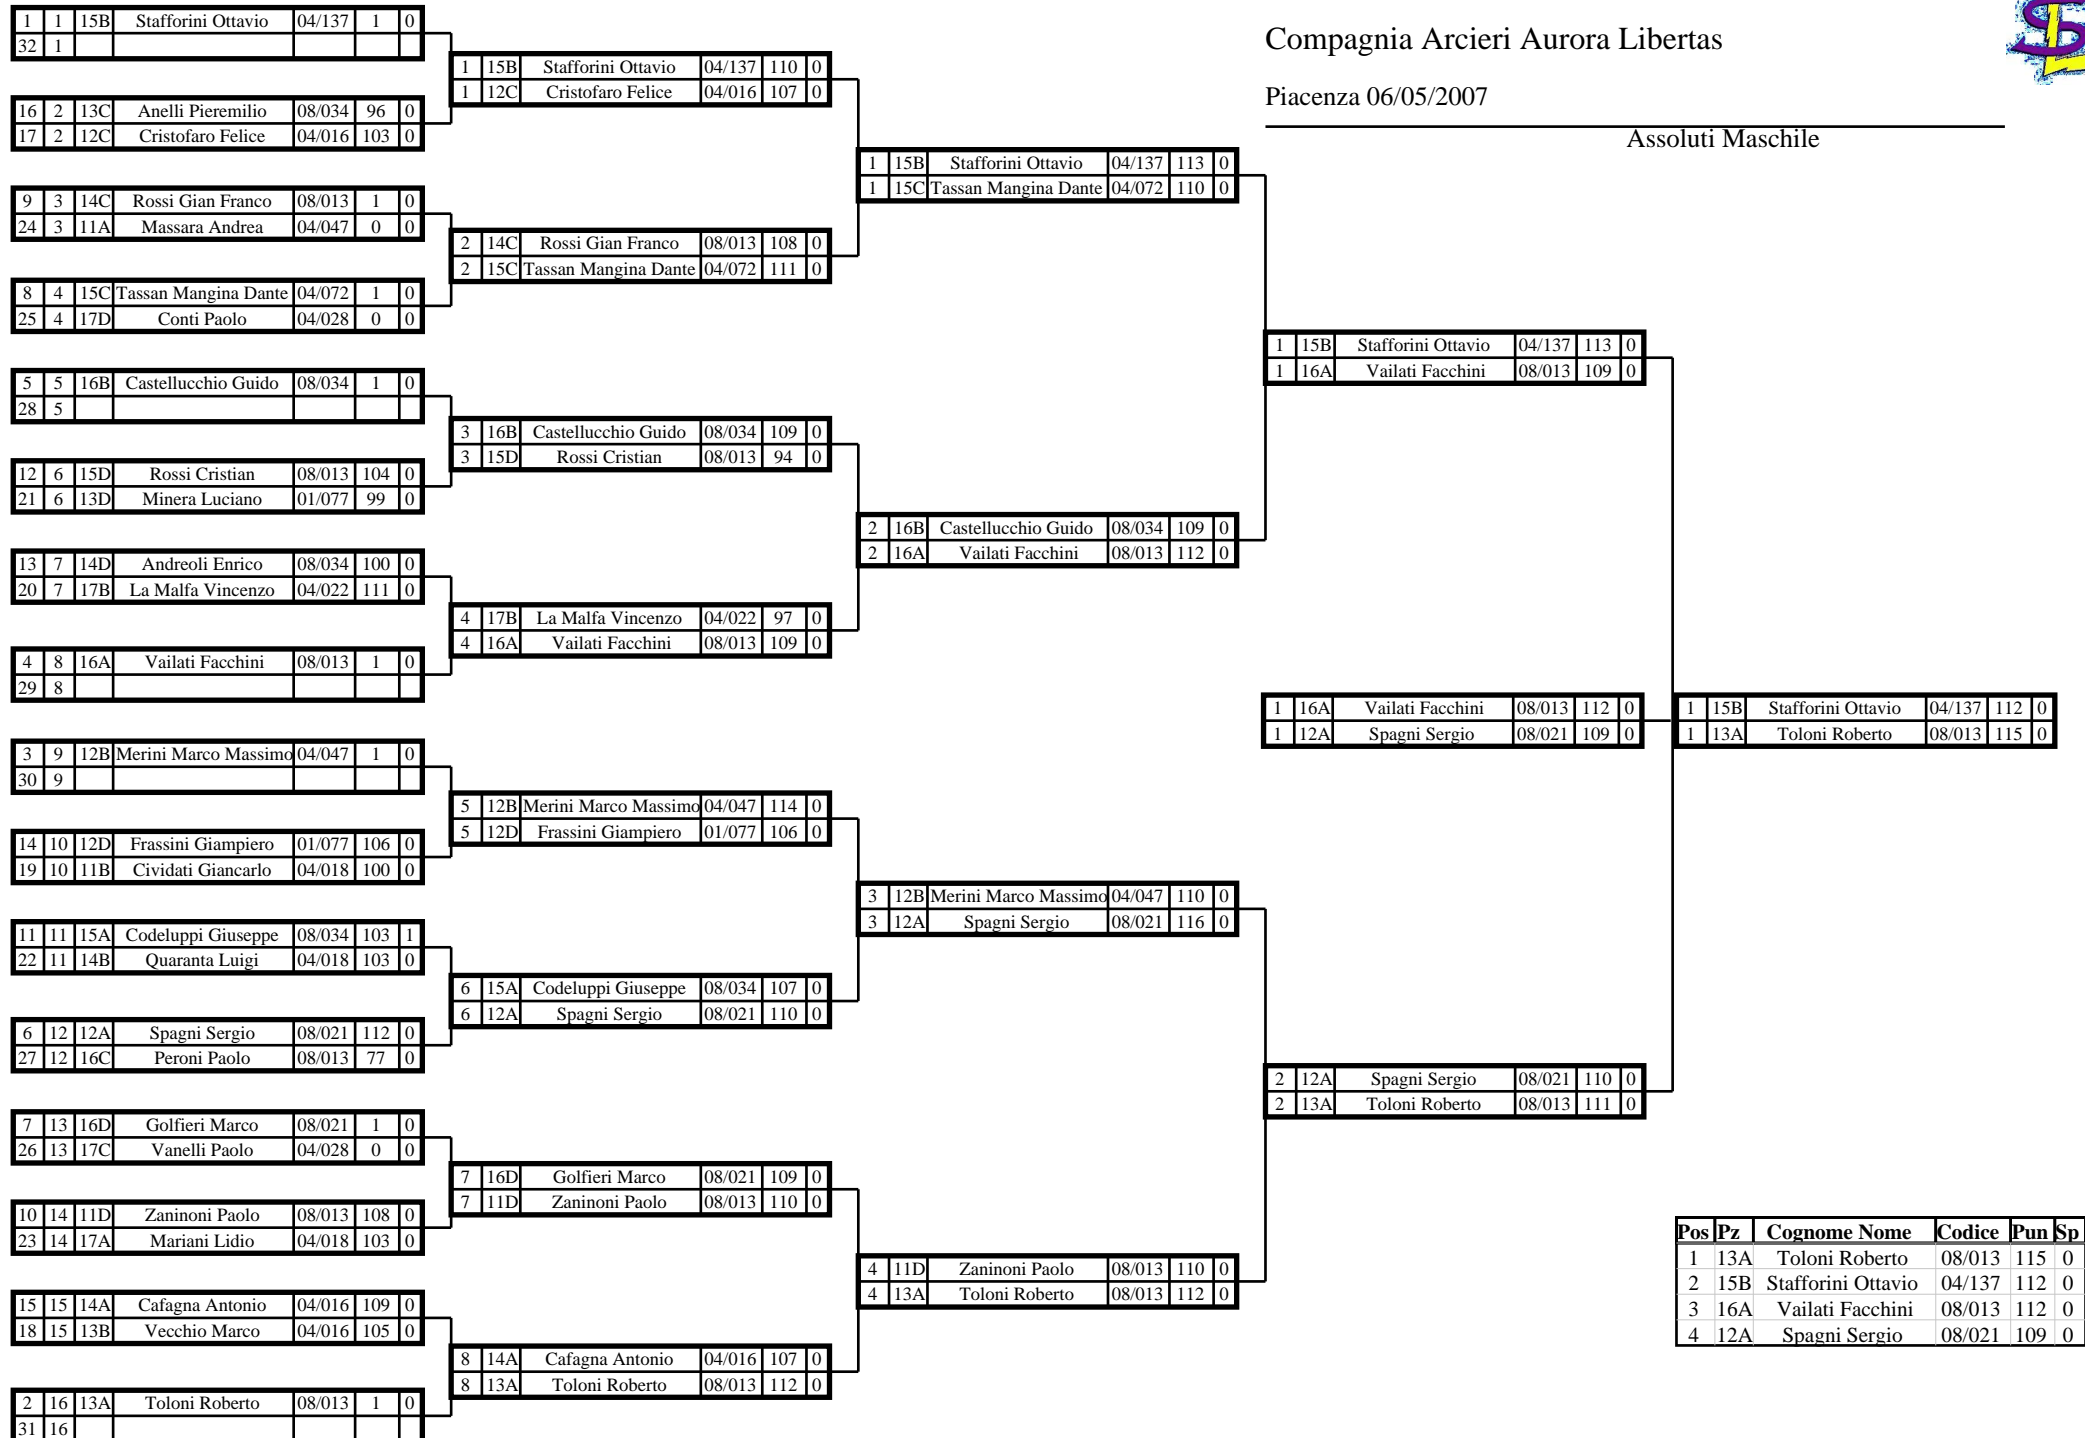 Compagnia Arcieri Aurora Libertas
Piacenza 06/05/2007
Assoluti Maschile
1 1 15B Stafforini Ottavio 04/137 1 0
32 1
16 2 13C Anelli Pieremilio 08/034 96 0
17 2 12C Cristofaro Felice 04/016 103 0
9 3 14C Rossi Gian Franco 08/013 1 0
24 3 11A Massara Andrea 04/047 0 0
8 4 15C Tassan Mangina Dante 04/072 1 0
25 4 17D Conti Paolo 04/028 0 0
5 5 16B Castellucchio Guido 08/034 1 0
28 5
12 6 15D Rossi Cristian 08/013 104 0
21 6 13D Minera Luciano 01/077 99 0
13 7 14D Andreoli Enrico 08/034 100 0
20 7 17B La Malfa Vincenzo 04/022 111 0
4 8 16A Vailati Facchini 08/013 1 0
29 8
3 9 12B Merini Marco Massimo 04/047 1 0
30 9
14 10 12D Frassini Giampiero 01/077 106 0
19 10 11B Cividati Giancarlo 04/018 100 0
11 11 15A Codeluppi Giuseppe 08/034 103 1
22 11 14B Quaranta Luigi 04/018 103 0
6 12 12A Spagni Sergio 08/021 112 0
27 12 16C Peroni Paolo 08/013 77 0
7 13 16D Golfieri Marco 08/021 1 0
26 13 17C Vanelli Paolo 04/028 0 0
10 14 11D Zaninoni Paolo 08/013 108 0
23 14 17A Mariani Lidio 04/018 103 0
15 15 14A Cafagna Antonio 04/016 109 0
18 15 13B Vecchio Marco 04/016 105 0
2 16 13A Toloni Roberto 08/013 1 0
31 16
1 15B Stafforini Ottavio 04/137 110 0
1 12C Cristofaro Felice 04/016 107 0
2 14C Rossi Gian Franco 08/013 108 0
2 15C Tassan Mangina Dante 04/072 111 0
3 16B Castellucchio Guido 08/034 109 0
3 15D Rossi Cristian 08/013 94 0
4 17B La Malfa Vincenzo 04/022 97 0
4 16A Vailati Facchini 08/013 109 0
5 12B Merini Marco Massimo 04/047 114 0
5 12D Frassini Giampiero 01/077 106 0
6 15A Codeluppi Giuseppe 08/034 107 0
6 12A Spagni Sergio 08/021 110 0
7 16D Golfieri Marco 08/021 109 0
7 11D Zaninoni Paolo 08/013 110 0
8 14A Cafagna Antonio 04/016 107 0
8 13A Toloni Roberto 08/013 112 0
1 15B Stafforini Ottavio 04/137 113 0
1 15C Tassan Mangina Dante 04/072 110 0
2 16B Castellucchio Guido 08/034 109 0
2 16A Vailati Facchini 08/013 112 0
3 12B Merini Marco Massimo 04/047 110 0
3 12A Spagni Sergio 08/021 116 0
4 11D Zaninoni Paolo 08/013 110 0
4 13A Toloni Roberto 08/013 112 0
1 15B Stafforini Ottavio 04/137 113 0
1 16A Vailati Facchini 08/013 109 0
1 16A Vailati Facchini 08/013 112 0
1 12A Spagni Sergio 08/021 109 0
2 12A Spagni Sergio 08/021 110 0
2 13A Toloni Roberto 08/013 111 0
1 15B Stafforini Ottavio 04/137 112 0
1 13A Toloni Roberto 08/013 115 0
Pos Pz Cognome Nome Codice Pun Sp
1 13A Toloni Roberto 08/013 115 0
2 15B Stafforini Ottavio 04/137 112 0
3 16A Vailati Facchini 08/013 112 0
4 12A Spagni Sergio 08/021 109 0